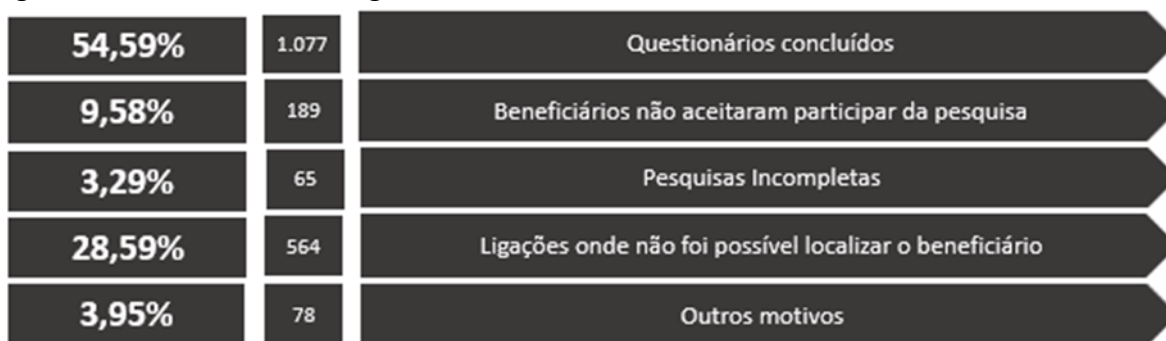 54,59% 1.077 Questionários concluídos
9,58% 189 Beneficiários não aceitaram participar da pesquisa
3,29% 65 Pesquisas Incompletas
28,59% 564 Ligações onde não foi possível localizar o beneficiário
3,95% 78 Outros motivos